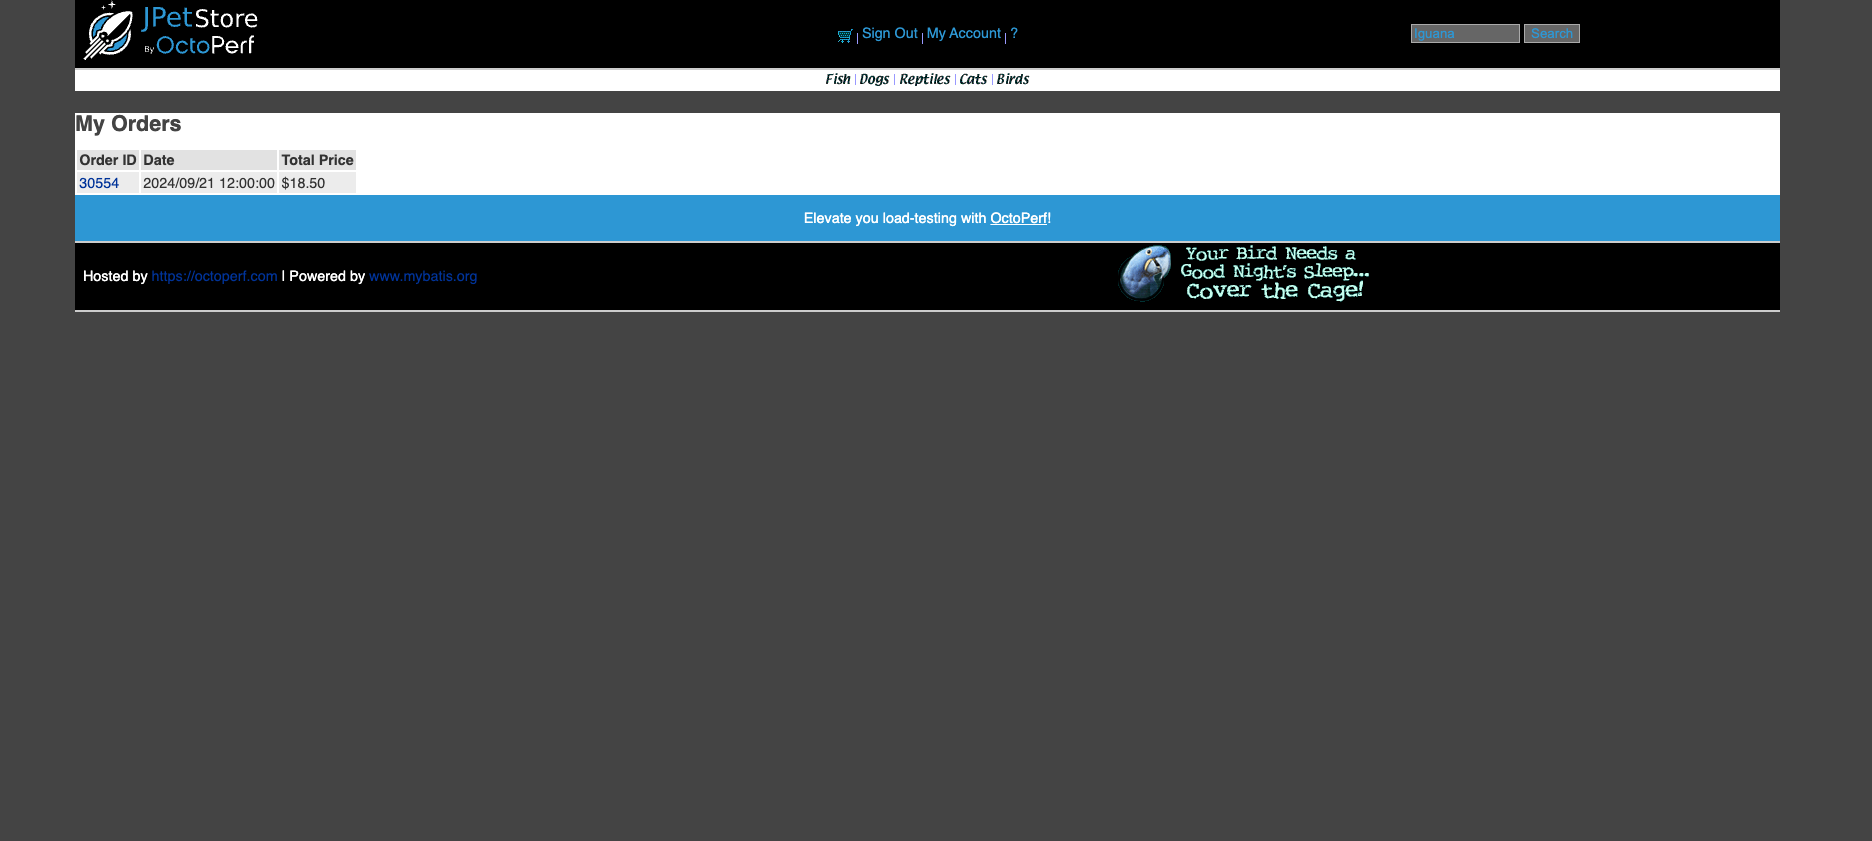 JPetStore
By OctoPerf
Sign Out | My Account | ?
Iguana Search
Fish | Dogs | Reptiles | Cats | Birds
My Orders
Order ID Date Total Price
30554 2024/09/21 12:00:00 $18.50
Elevate you load-testing with OctoPerf!
Your Bird Needs a
Good Night's Sleep...
Cover the Cage!
Hosted by https://octoperf.com | Powered by www.mybatis.org